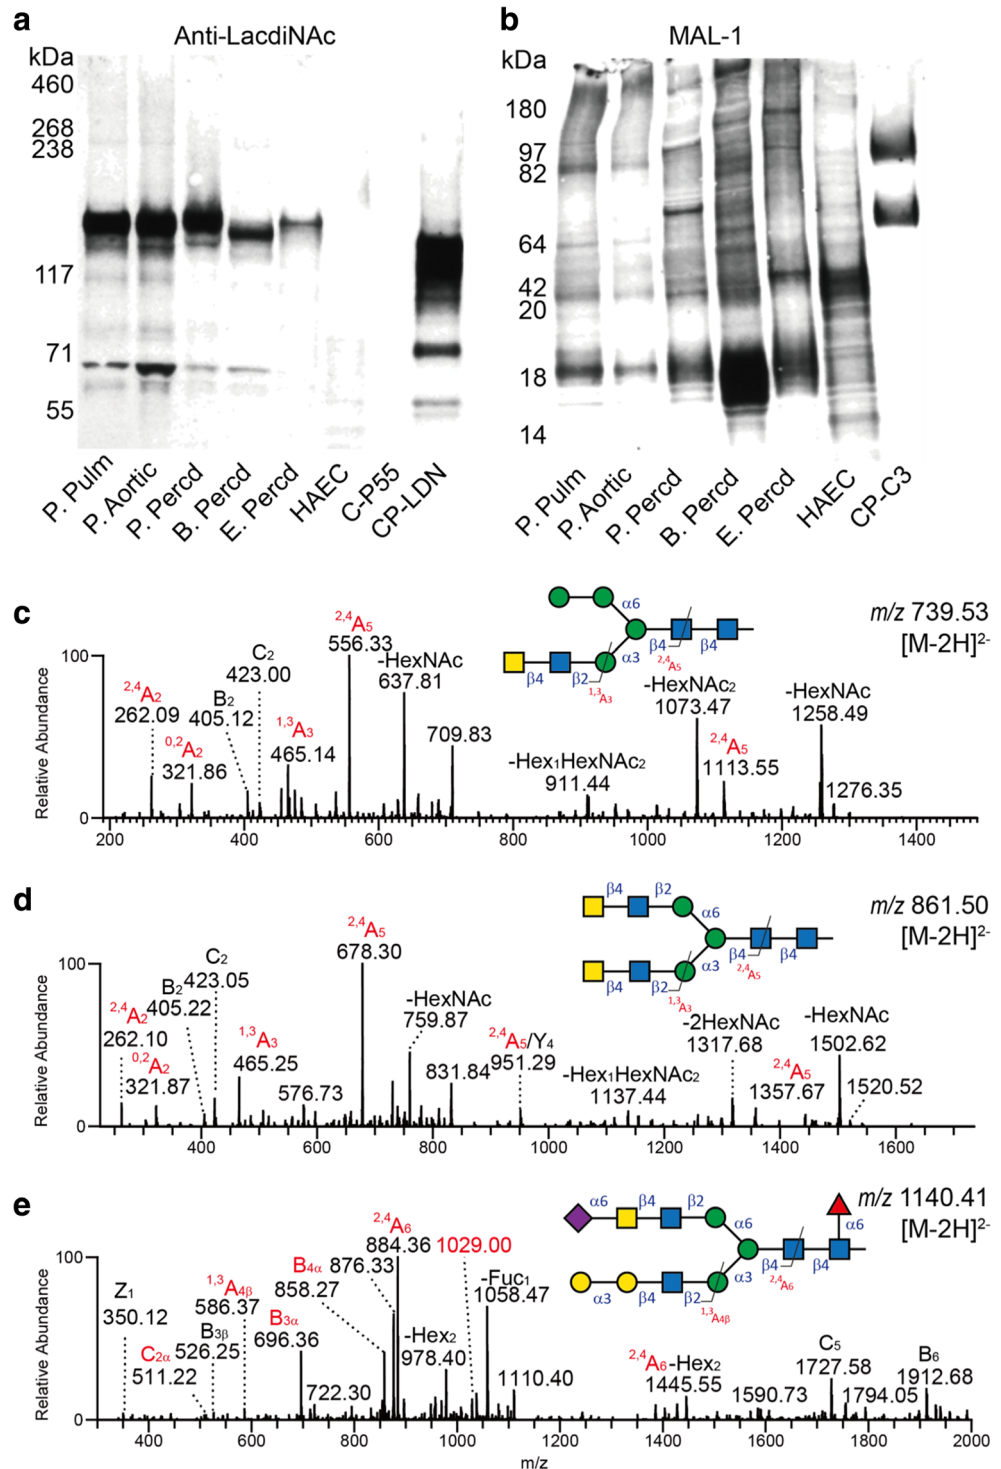 a
Anti-LacdiNAc
kDa
460
268
238
117
71
55
P. Pulm
P. Aortic
P. Percd
B. Percd
E. Percd
HAEC
C-P55
CP-LDN
b
MAL-1
kDa
180
97
82
64
42
20
18
14
P. Pulm
P. Aortic
P. Percd
B. Percd
E. Percd
HAEC
CP-C3
c
m/z 739.53
[M-2H]2-
α6
β4
β4
α3
β4
β2
2,4A5
1,3A3
Relative Abundance
100
0
2,4A2
262.09
0,2A2
321.86
B2
405.12
C2
423.00
1,3A3
465.14
2,4A5
556.33
-HexNAc
637.81
709.83
-Hex1HexNAc2
911.44
-HexNAc2
1073.47
2,4A5
1113.55
-HexNAc
1258.49
1276.35
200
400
600
800
1000
1200
1400
d
m/z 861.50
[M-2H]2-
β4
β2
α6
β4
β4
α3
β4
β2
2,4A5
1,3A3
Relative Abundance
100
0
2,4A2
262.10
0,2A2
321.87
B2
405.22
C2
423.05
1,3A3
465.25
576.73
2,4A5
678.30
-HexNAc
759.87
831.84
2,4A5/Y4
951.29
-Hex1HexNAc2
1137.44
-2HexNAc
1317.68
2,4A5
1357.67
-HexNAc
1502.62
1520.52
400
600
800
1000
1200
1400
1600
e
m/z 1140.41
[M-2H]2-
α6
β4
β2
α6
α6
β4
β4
α3
α3
β4
β2
2,4A6
1,3A4β
Relative Abundance
100
0
Z1
350.12
C2α
511.22
B3β
526.25
1,3A4β
586.37
B3α
696.36
722.30
B4α
858.27
876.33
2,4A6
884.36
-Hex2
978.40
1029.00
-Fuc1
1058.47
1110.40
2,4A6-Hex2
1445.55
1590.73
C5
1727.58
1794.05
B6
1912.68
400
600
800
1000
1200
1400
1600
1800
2000
m/z